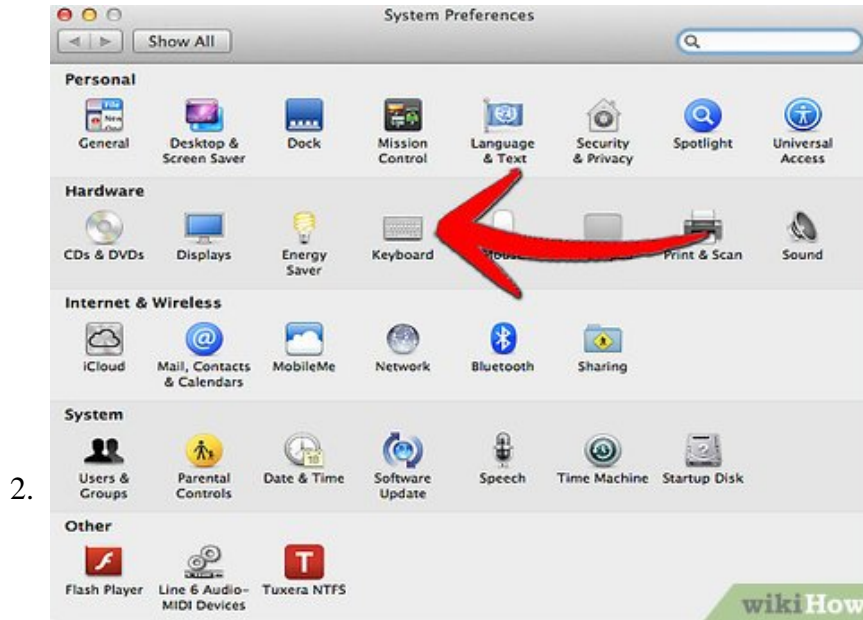 System Preferences
Show All
Personal
General
Desktop &
Screen Saver
Dock
Mission
Control
Language
& Text
Security
& Privacy
Spotlight
Universal
Access
Hardware
CDs & DVDs
Displays
Energy
Saver
Keyboard
Print & Scan
Sound
Internet & Wireless
iCloud
Mail, Contacts
& Calendars
MobileMe
Network
Bluetooth
Sharing
System
2.
Users &
Groups
Parental
Controls
Date & Time
Software
Update
Speech
Time Machine
Startup Disk
Other
Flash Player
Line 6 Audio-
MIDI Devices
Tuxera NTFS
wikiHow